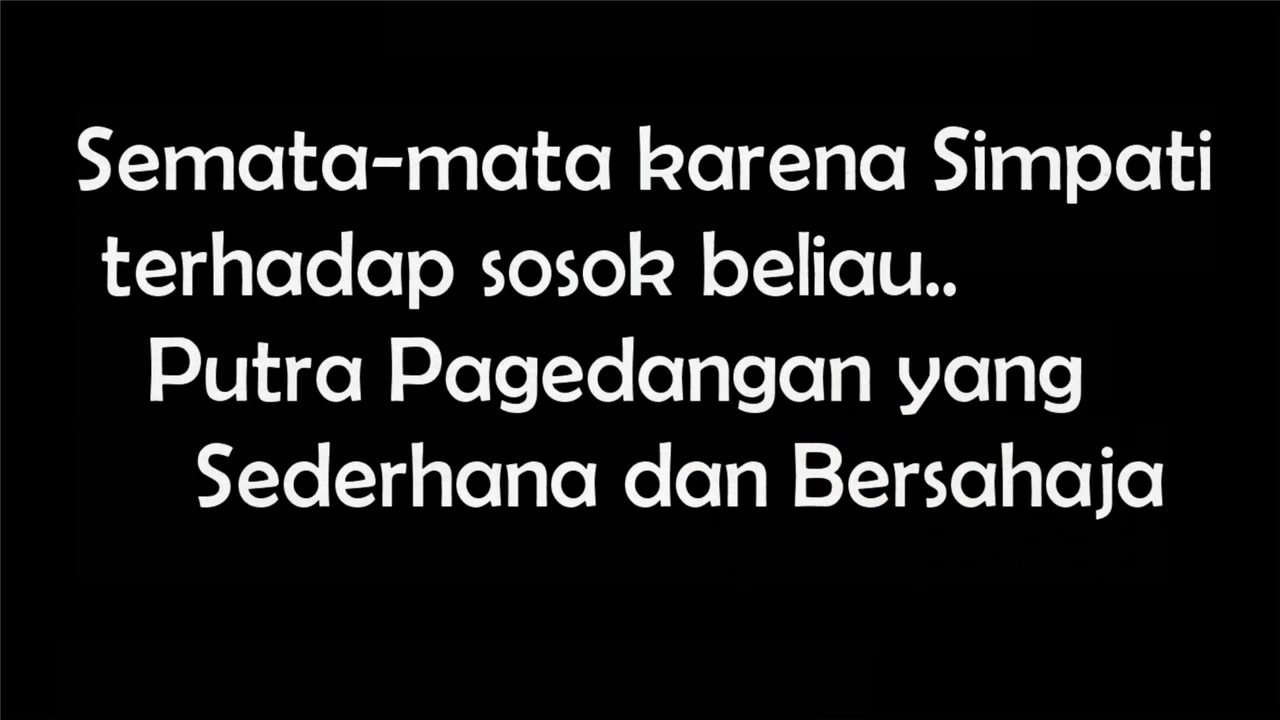 Semata-mata karena Simpati
terhadap sosok beliau..
Putra Pagedangan yang
Sederhana dan Bersahaja